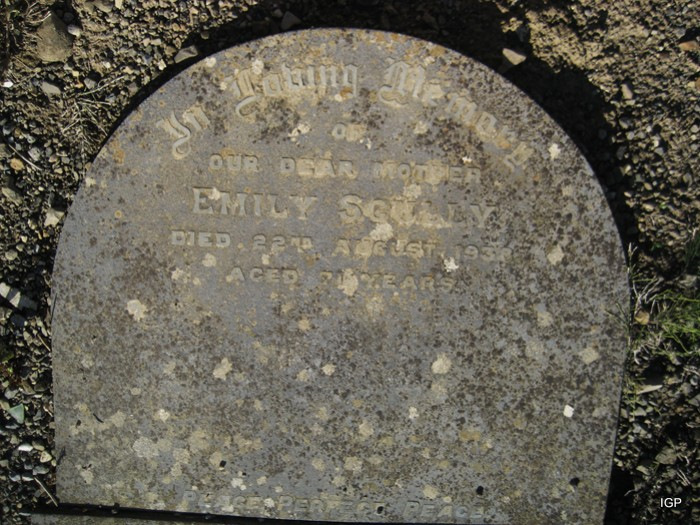 In Loving Memory
OF
OUR DEAR MOTHER
EMILY SCULLY
DIED 22ND AUGUST
AGED YEARS
PEACE PERFECT PEACE
IGP